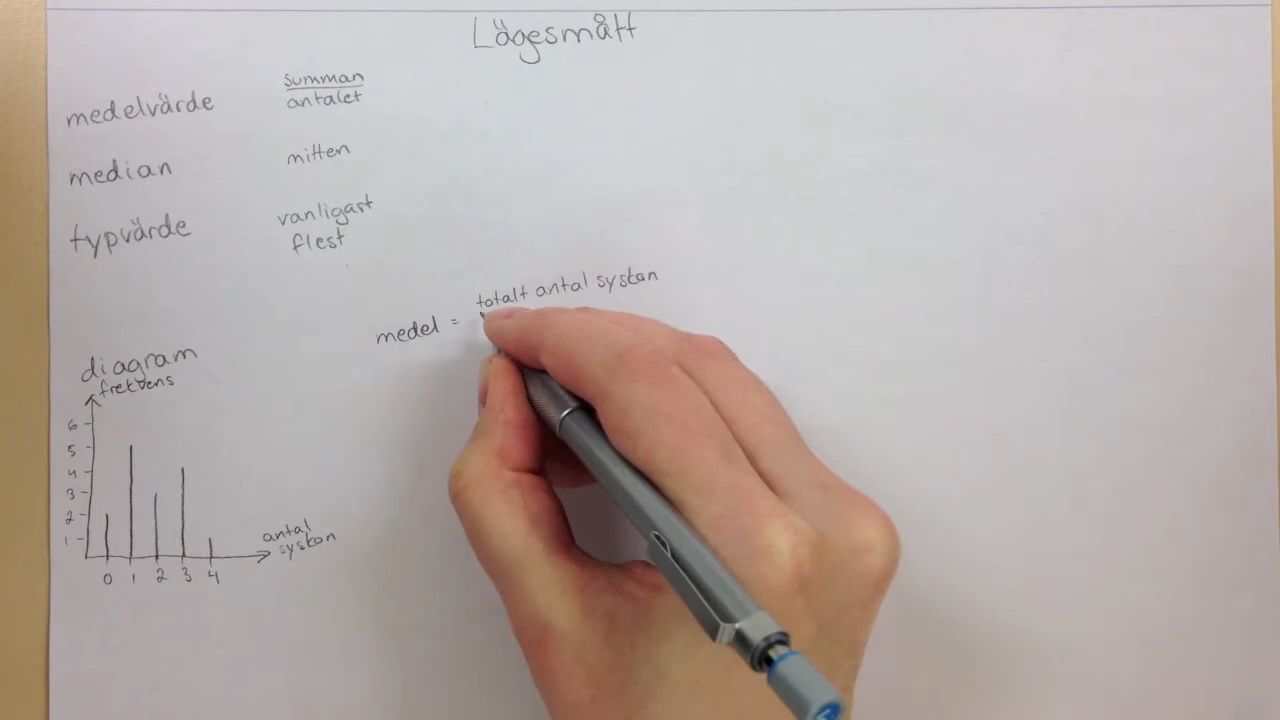 Lägesmått
medelvärde
summan
antalet
median
mitten
typvärde
vanligast
flest
medel =
totalt antal syskon
diagram
frekvens
6
5
4
3
2
1
0 1 2 3 4
antal
syskon